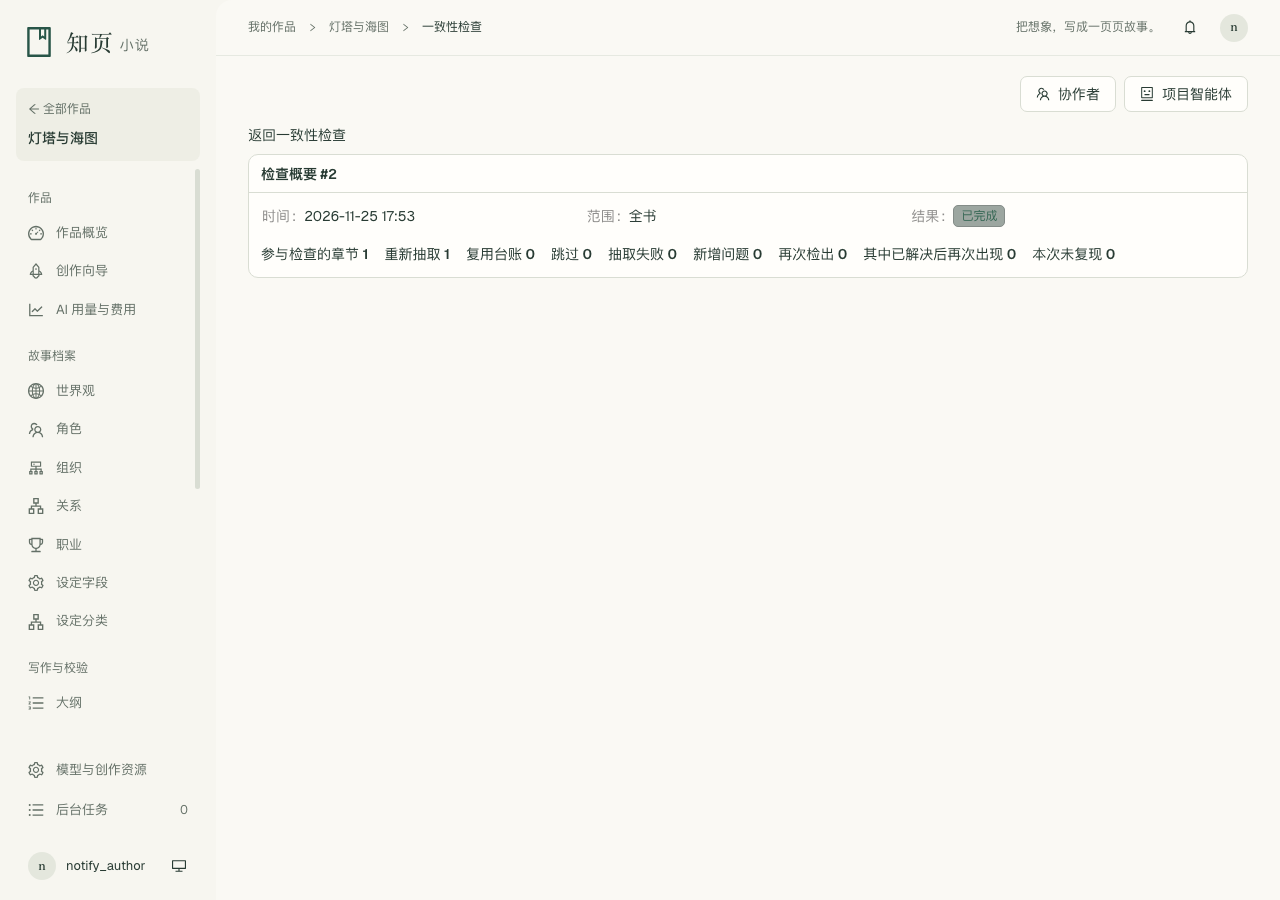 知页 小说
全部作品
灯塔与海图
作品
作品概览
创作向导
AI 用量与费用
故事档案
世界观
角色
组织
关系
职业
设定字段
设定分类
写作与校验
大纲
模型与创作资源
后台任务 0
n notify_author
我的作品 > 灯塔与海图 > 一致性检查
把想象，写成一页页故事。 n
协作者 项目智能体
返回一致性检查
检查概要 #2
时间： 2026-11-25 17:53 范围： 全书 结果： 已完成
参与检查的章节 1 重新抽取 1 复用台账 0 跳过 0 抽取失败 0 新增问题 0 再次检出 0 其中已解决后再次出现 0 本次未复现 0